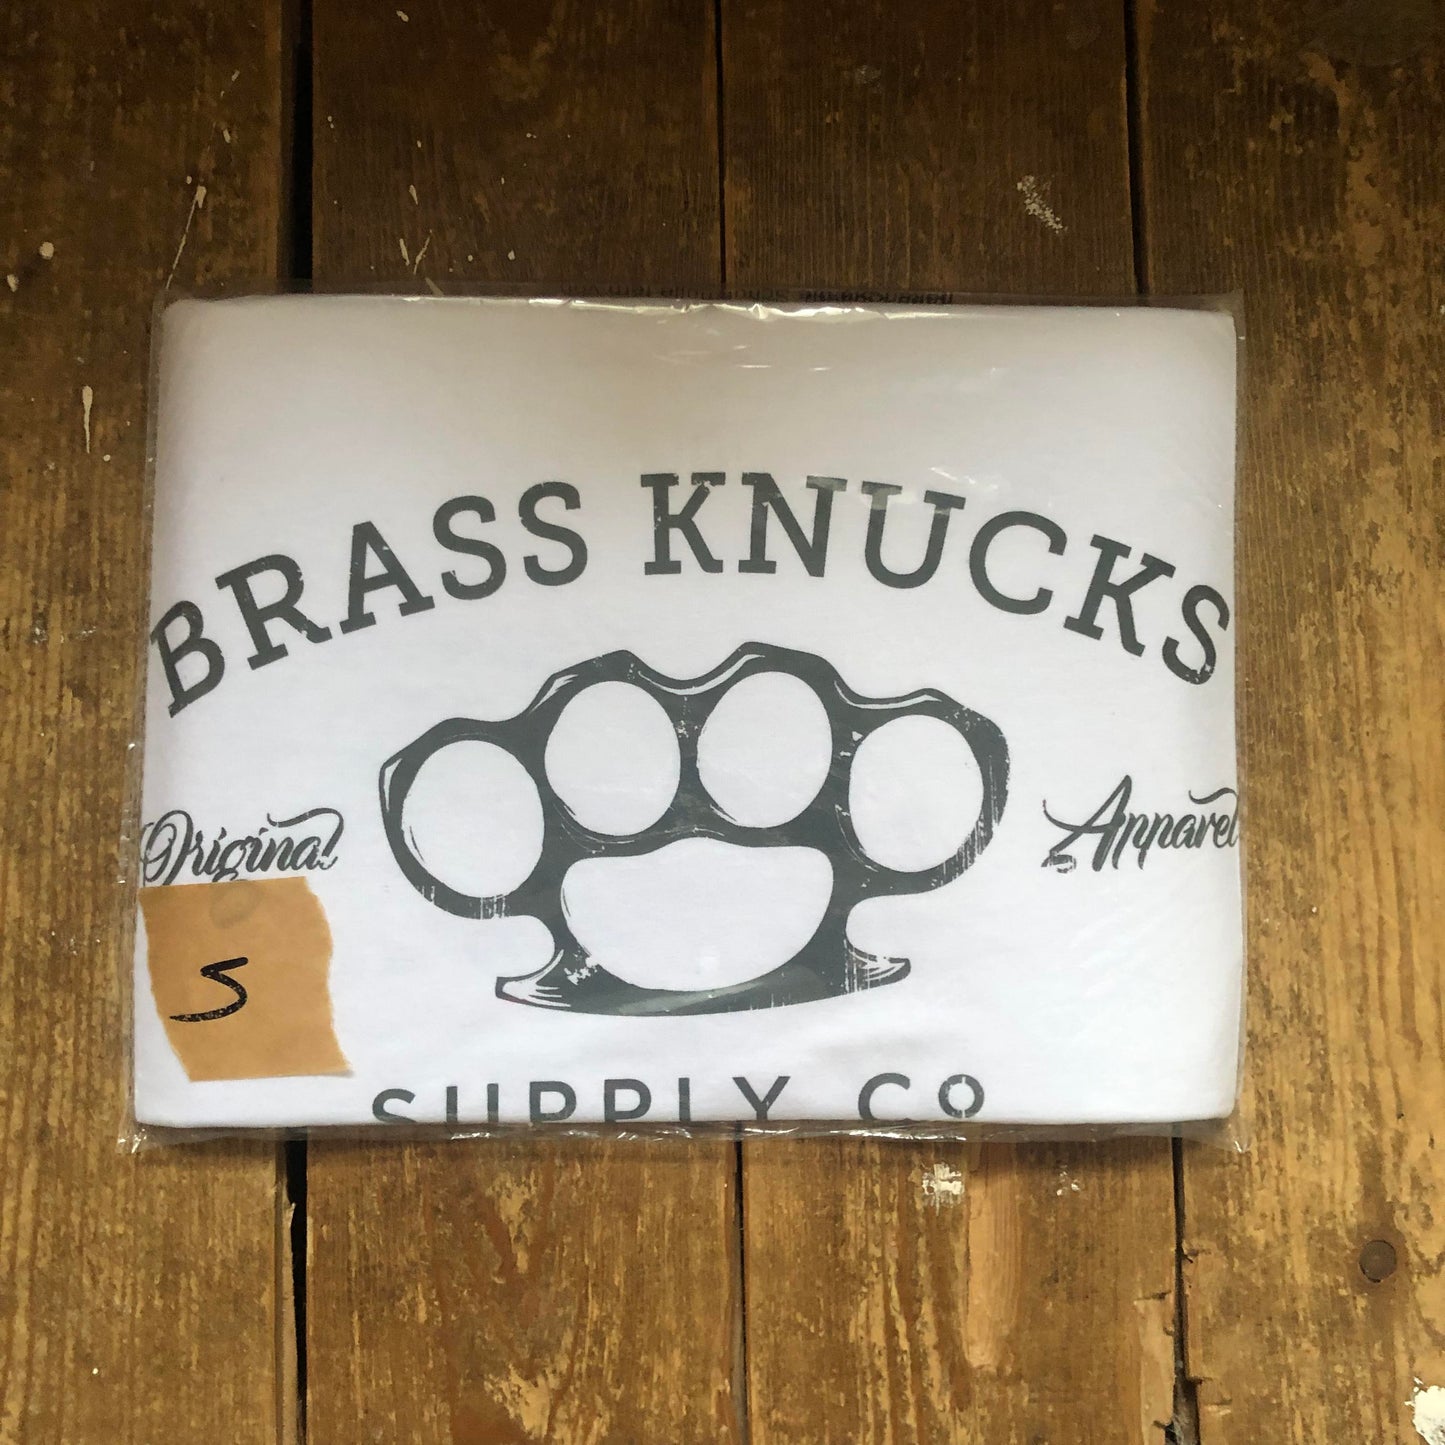 BRASS KNUCKS
Original Apparel
S
SUPPLY Co